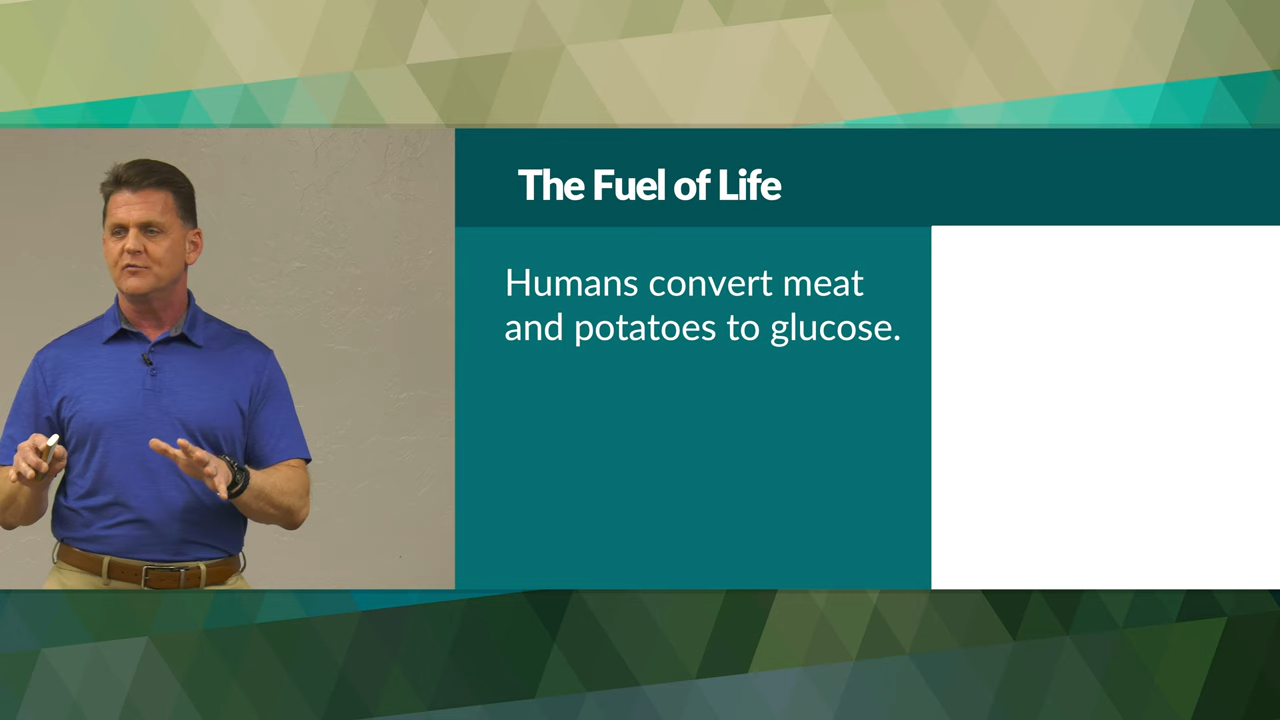 The Fuel of Life
Humans convert meat
and potatoes to glucose.